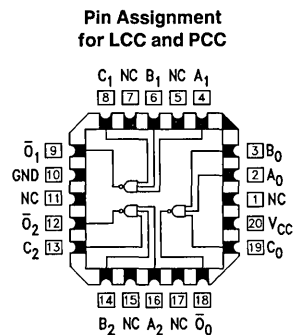 Pin Assignment
for LCC and PCC
C₁ NC B₁ NC A₁
8 7 6 5 4
Ō₁ 9
GND 10
NC 11
Ō₂ 12
C₂ 13
3 B₀
2 A₀
1 NC
20 V_CC
19 C₀
14 15 16 17 18
B₂ NC A₂ NC Ō₀